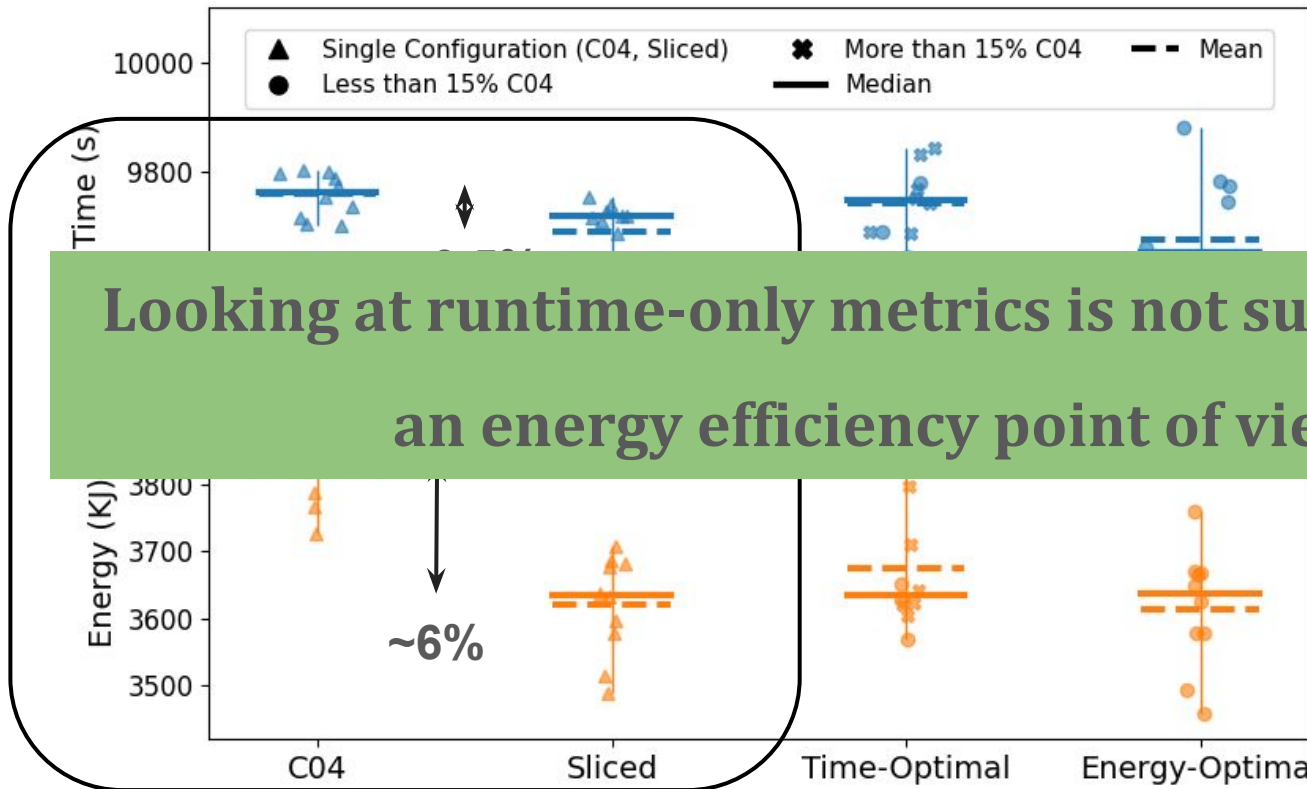 Single Configuration (C04, Sliced)
More than 15% C04
Mean
Less than 15% C04
Median
10000
9800
Time (s)
Looking at runtime-only metrics is not su
an energy efficiency point of vie
3800
3700
3600
3500
Energy (KJ)
~6%
C04
Sliced
Time-Optimal
Energy-Optima